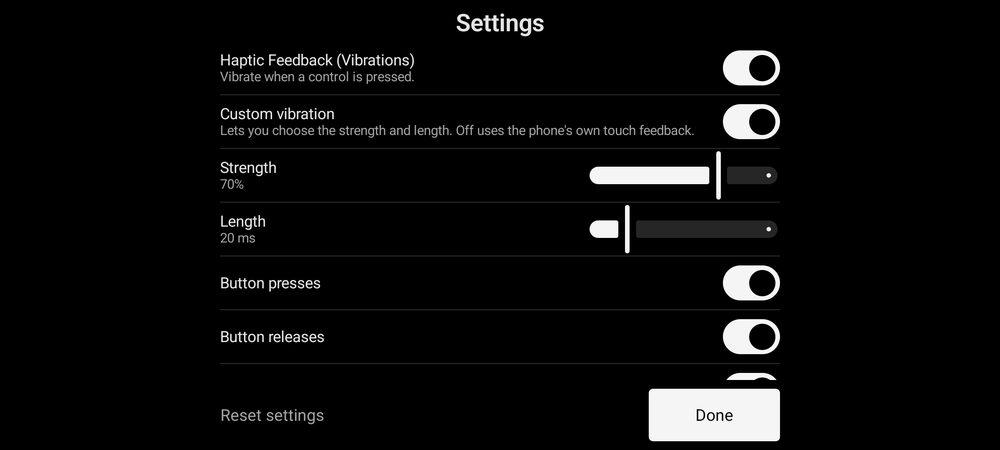 Settings
Haptic Feedback (Vibrations)
Vibrate when a control is pressed.
Custom vibration
Lets you choose the strength and length. Off uses the phone's own touch feedback.
Strength
70%
Length
20 ms
Button presses
Button releases
Reset settings
Done